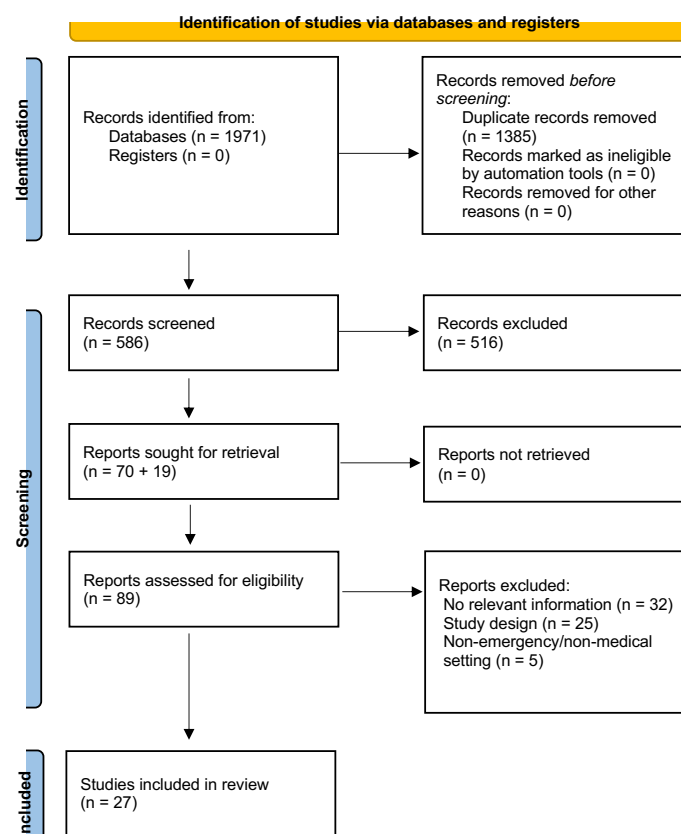 Identification of studies via databases and registers
Identification
Records identified from:
Databases (n = 1971)
Registers (n = 0)
Records removed before
screening:
Duplicate records removed
(n = 1385)
Records marked as ineligible
by automation tools (n = 0)
Records removed for other
reasons (n = 0)
Screening
Records screened
(n = 586)
Records excluded
(n = 516)
Reports sought for retrieval
(n = 70 + 19)
Reports not retrieved
(n = 0)
Reports assessed for eligibility
(n = 89)
Reports excluded:
No relevant information (n = 32)
Study design (n = 25)
Non-emergency/non-medical
setting (n = 5)
ncluded
Studies included in review
(n = 27)